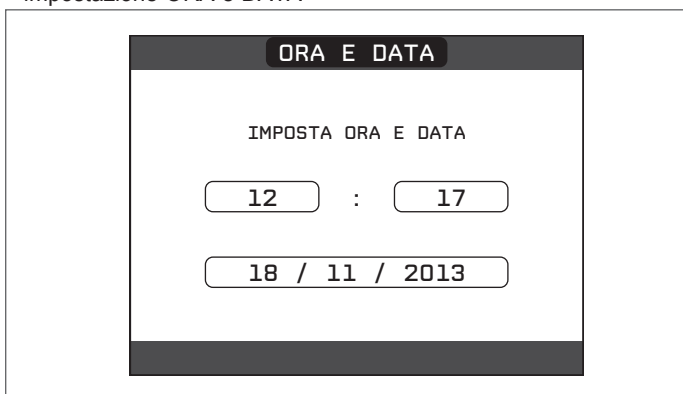 ORA E DATA
IMPOSTA ORA E DATA
12 : 17
18 / 11 / 2013